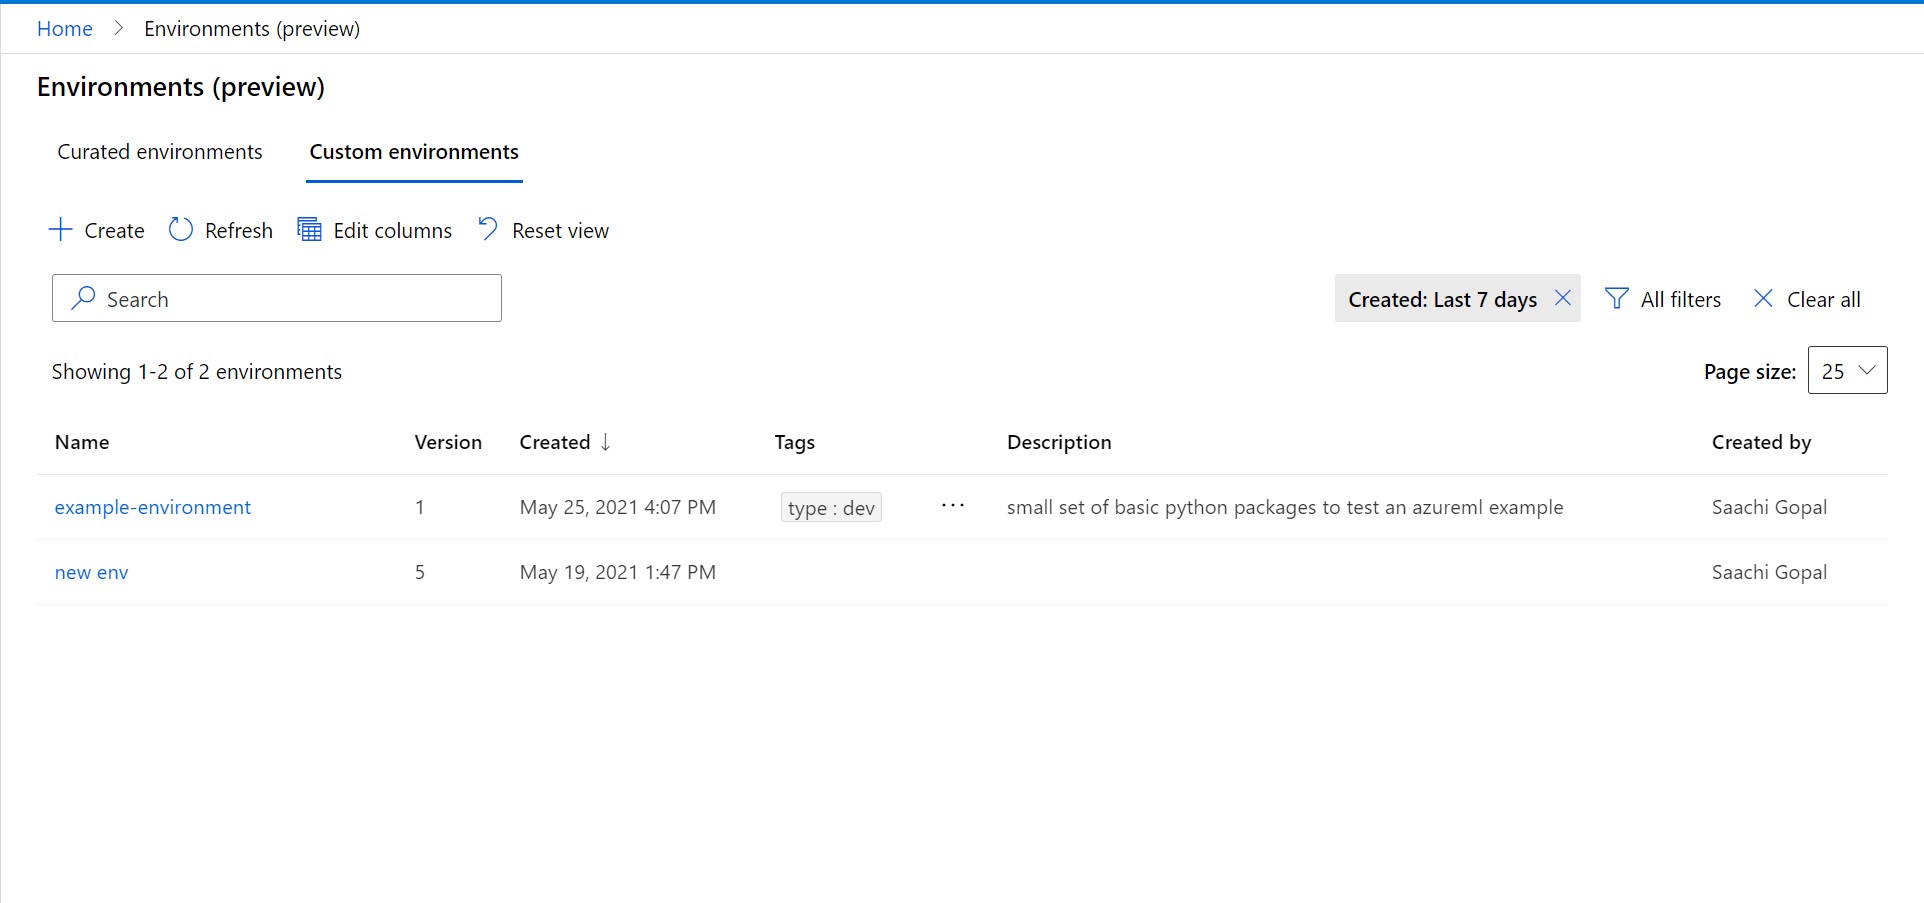 Home > Environments (preview)
Environments (preview)
Curated environments Custom environments
Create Refresh Edit columns Reset view
Search Created: Last 7 days All filters Clear all
Showing 1-2 of 2 environments Page size: 25
Name Version Created ↓ Tags Description Created by
example-environment 1 May 25, 2021 4:07 PM type : dev ··· small set of basic python packages to test an azureml example Saachi Gopal
new env 5 May 19, 2021 1:47 PM Saachi Gopal